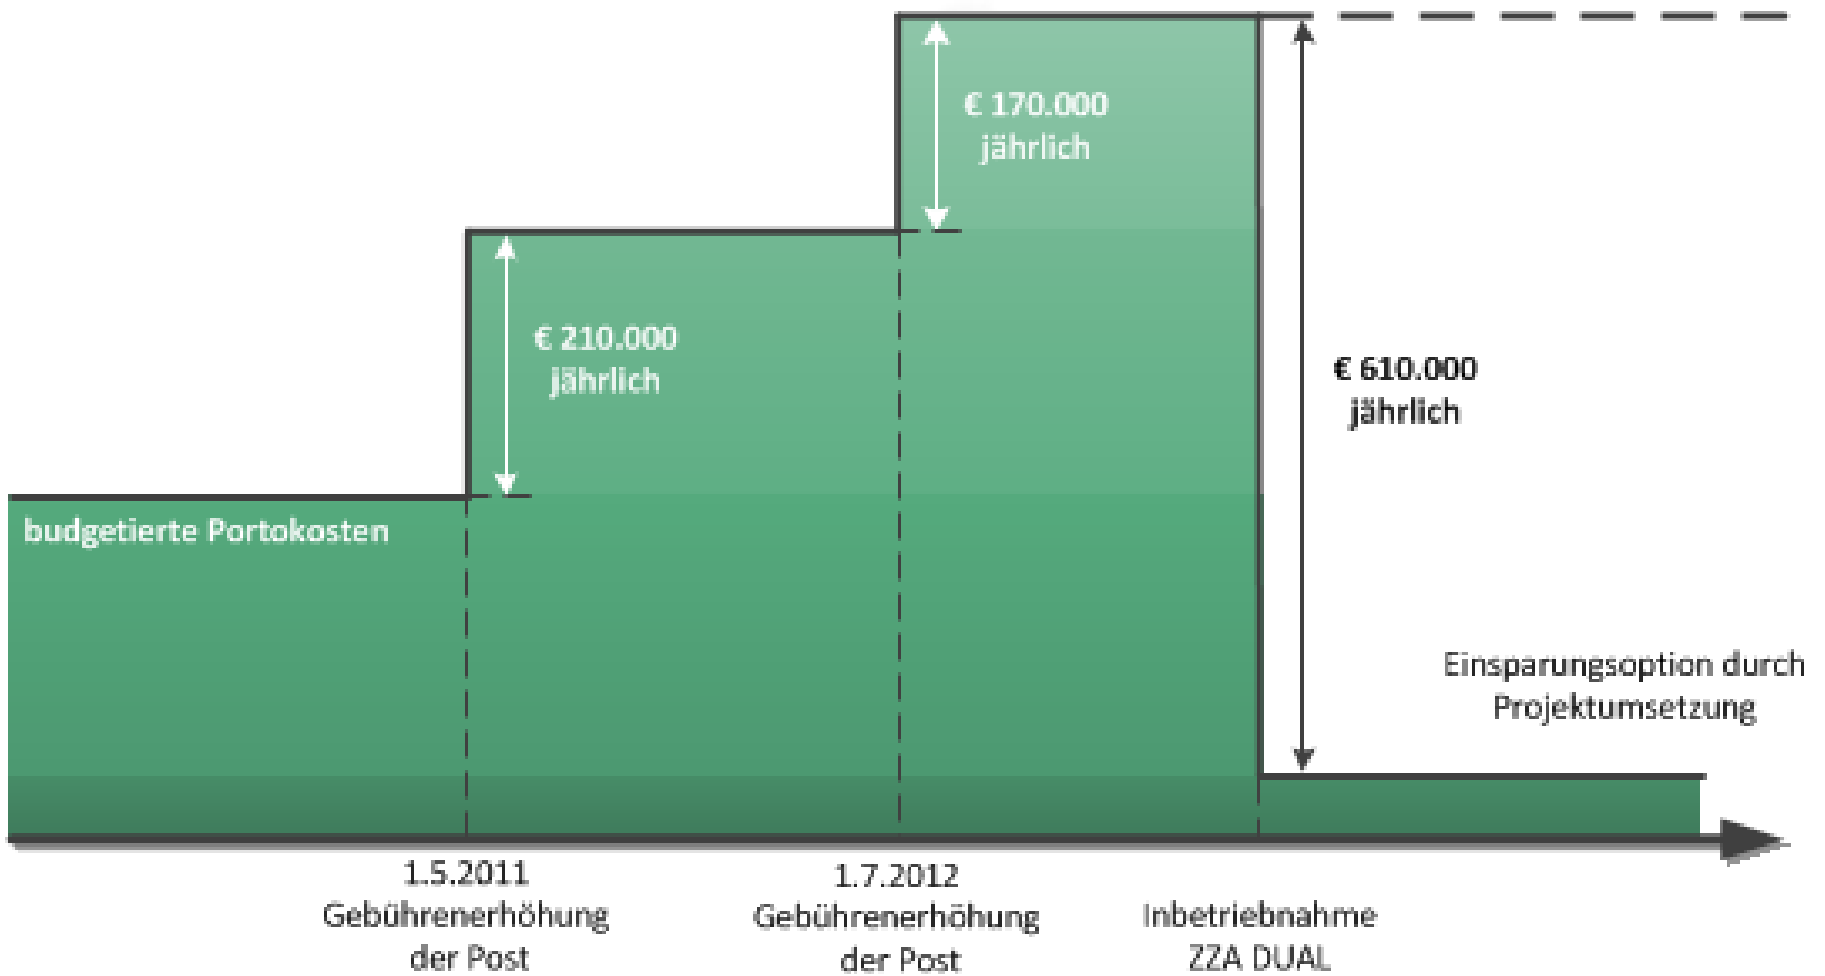 € 170.000
jährlich
€ 210.000
jährlich
€ 610.000
jährlich
budgetierte Portokosten
Einsparungsoption durch
Projektumsetzung
1.5.2011
Gebührenerhöhung
der Post
1.7.2012
Gebührenerhöhung
der Post
Inbetriebnahme
ZZA DUAL